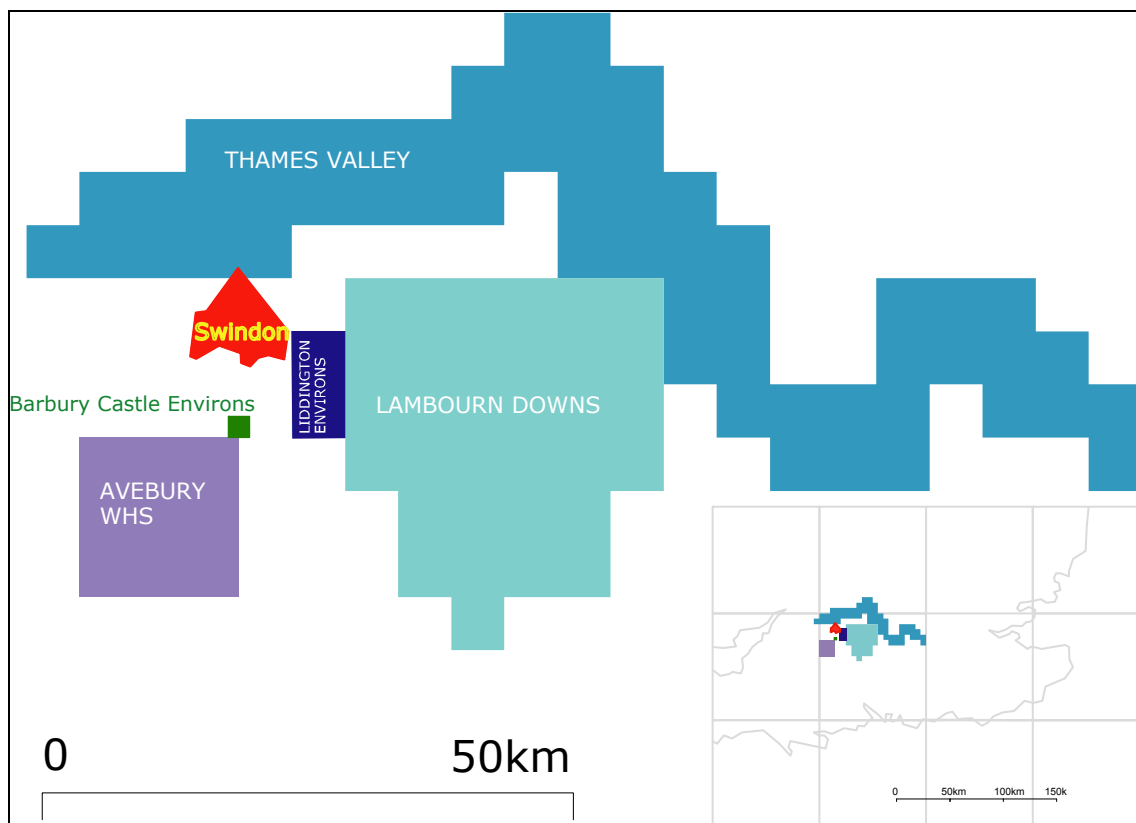 THAMES VALLEY
Swindon
LIDDINGTON
ENVIRONS
Barbury Castle Environs
LAMBOURN DOWNS
AVEBURY
WHS
0 50km
0 50km 100km 150k